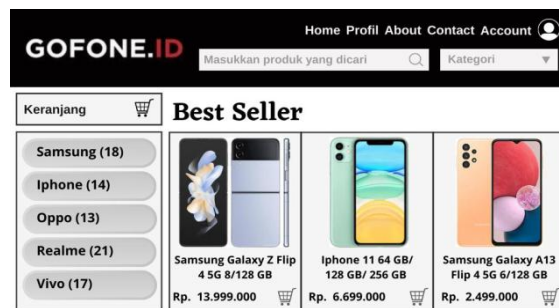 Home Profil About Contact Account
GOFONE.ID
Masukkan produk yang dicari
Kategori
Keranjang
Best Seller
Samsung (18)
Iphone (14)
Oppo (13)
Realme (21)
Vivo (17)
Samsung Galaxy Z Flip
4 5G 8/128 GB
Rp. 13.999.000
Iphone 11 64 GB/
128 GB/ 256 GB
Rp. 6.699.000
Samsung Galaxy A13
Flip 4 5G 6/128 GB
Rp. 2.499.000